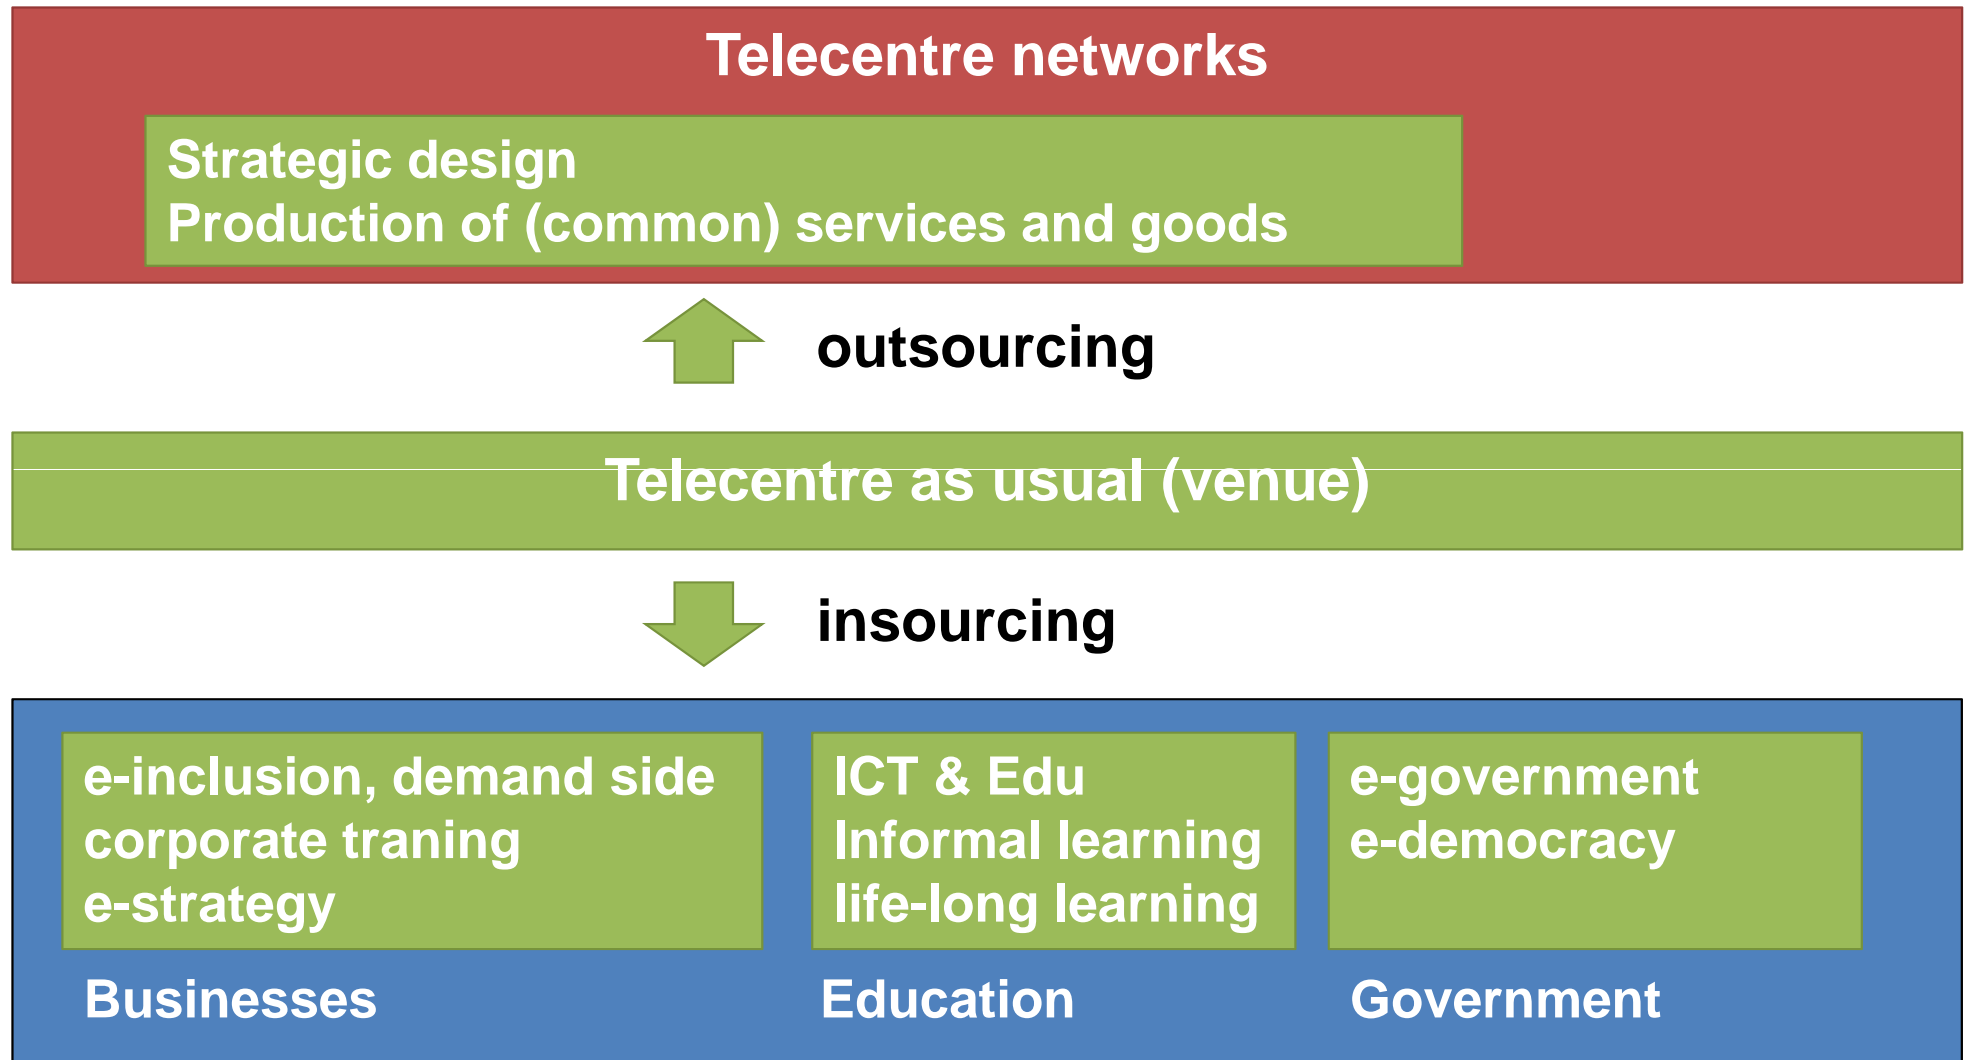 Telecentre networks
Strategic design
Production of (common) services and goods
outsourcing
Telecentre as usual (venue)
insourcing
e-inclusion, demand side
corporate traning
e-strategy
Businesses
ICT & Edu
Informal learning
life-long learning
Education
e-government
e-democracy
Government